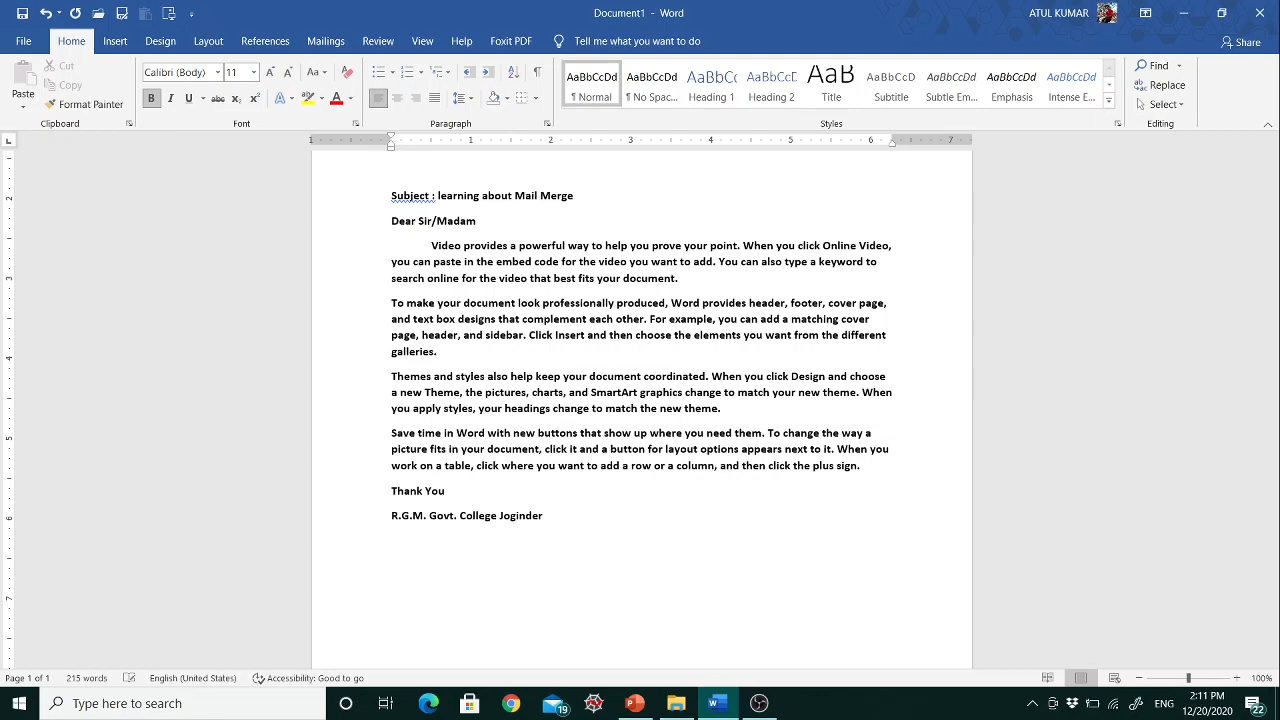 Document1 - Word
ATUL KUMAR
File Home Insert Design Layout References Mailings Review View Help Foxit PDF Tell me what you want to do
Share
Paste
Cut
Copy
Format Painter
Clipboard
Calibri (Body) 11
Font
Paragraph
AaBbCcDd ¶ Normal
AaBbCcDd ¶ No Spac...
AaBbCc Heading 1
AaBbCcD Heading 2
AaB Title
AaBbCcDd Subtitle
AaBbCcDd Subtle Em...
AaBbCcDd Emphasis
AaBbCcDd Intense E...
Styles
Find
Replace
Select
Editing
1 1 2 3 4 5 6 7
Subject : learning about Mail Merge
Dear Sir/Madam
Video provides a powerful way to help you prove your point. When you click Online Video,
you can paste in the embed code for the video you want to add. You can also type a keyword to
search online for the video that best fits your document.
To make your document look professionally produced, Word provides header, footer, cover page,
and text box designs that complement each other. For example, you can add a matching cover
page, header, and sidebar. Click Insert and then choose the elements you want from the different
galleries.
Themes and styles also help keep your document coordinated. When you click Design and choose
a new Theme, the pictures, charts, and SmartArt graphics change to match your new theme. When
you apply styles, your headings change to match the new theme.
Save time in Word with new buttons that show up where you need them. To change the way a
picture fits in your document, click it and a button for layout options appears next to it. When you
work on a table, click where you want to add a row or a column, and then click the plus sign.
Thank You
R.G.M. Govt. College Joginder
Page 1 of 1 215 words English (United States) Accessibility: Good to go 100%
Type here to search
19
ENG
2:11 PM
12/20/2020
22